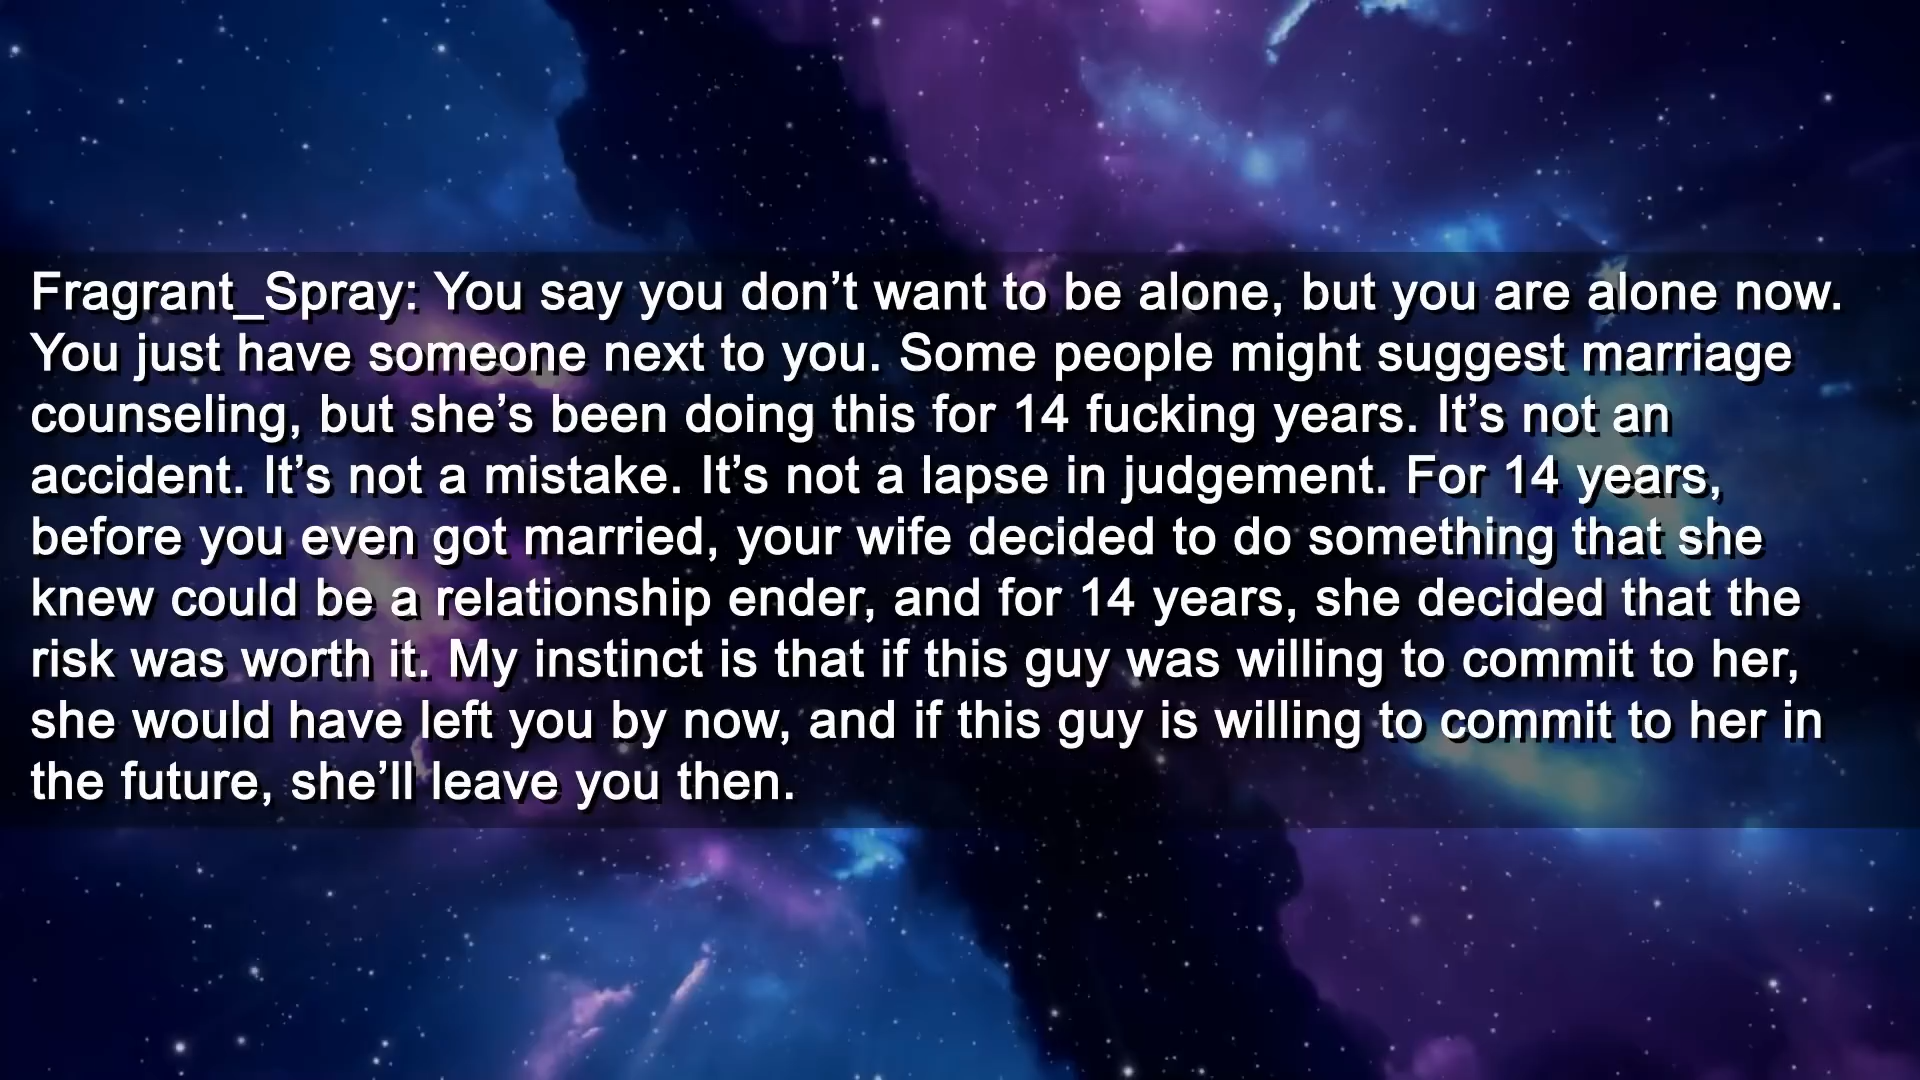 Fragrant_Spray: You say you don’t want to be alone, but you are alone now.
You just have someone next to you. Some people might suggest marriage
counseling, but she’s been doing this for 14 fucking years. It’s not an
accident. It’s not a mistake. It’s not a lapse in judgement. For 14 years,
before you even got married, your wife decided to do something that she
knew could be a relationship ender, and for 14 years, she decided that the
risk was worth it. My instinct is that if this guy was willing to commit to her,
she would have left you by now, and if this guy is willing to commit to her in
the future, she’ll leave you then.